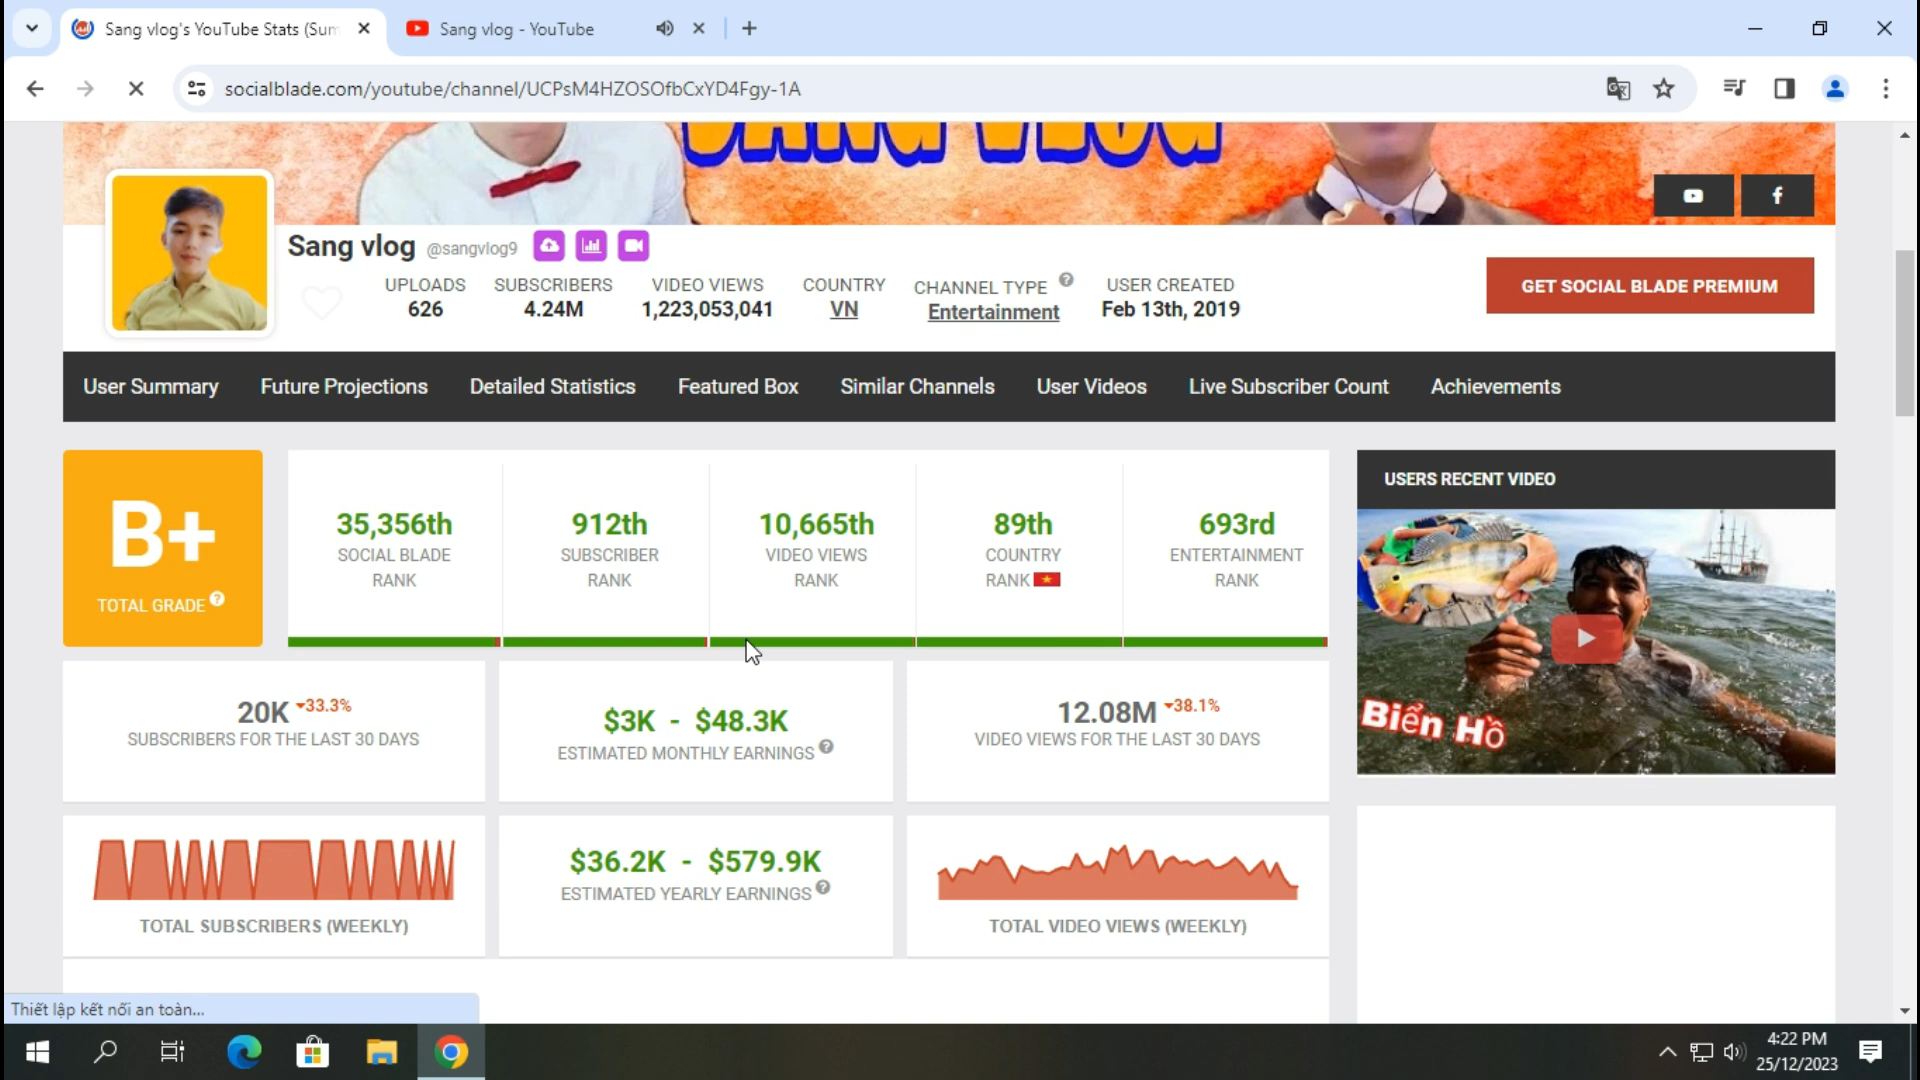 Sang vlog's YouTube Stats (Sum
Sang vlog - YouTube
socialblade.com/youtube/channel/UCPsM4HZOSOfbCxYD4Fgy-1A
SANG VLOG
Sang vlog @sangvlog9
UPLOADS
626
SUBSCRIBERS
4.24M
VIDEO VIEWS
1,223,053,041
COUNTRY
VN
CHANNEL TYPE ?
Entertainment
USER CREATED
Feb 13th, 2019
GET SOCIAL BLADE PREMIUM
User Summary
Future Projections
Detailed Statistics
Featured Box
Similar Channels
User Videos
Live Subscriber Count
Achievements
B+
TOTAL GRADE ?
35,356th
SOCIAL BLADE
RANK
912th
SUBSCRIBER
RANK
10,665th
VIDEO VIEWS
RANK
89th
COUNTRY
RANK
693rd
ENTERTAINMENT
RANK
USERS RECENT VIDEO
Biển Hồ
20K -33.3%
SUBSCRIBERS FOR THE LAST 30 DAYS
$3K - $48.3K
ESTIMATED MONTHLY EARNINGS ?
12.08M -38.1%
VIDEO VIEWS FOR THE LAST 30 DAYS
TOTAL SUBSCRIBERS (WEEKLY)
$36.2K - $579.9K
ESTIMATED YEARLY EARNINGS ?
TOTAL VIDEO VIEWS (WEEKLY)
Thiết lập kết nối an toàn...
4:22 PM
25/12/2023